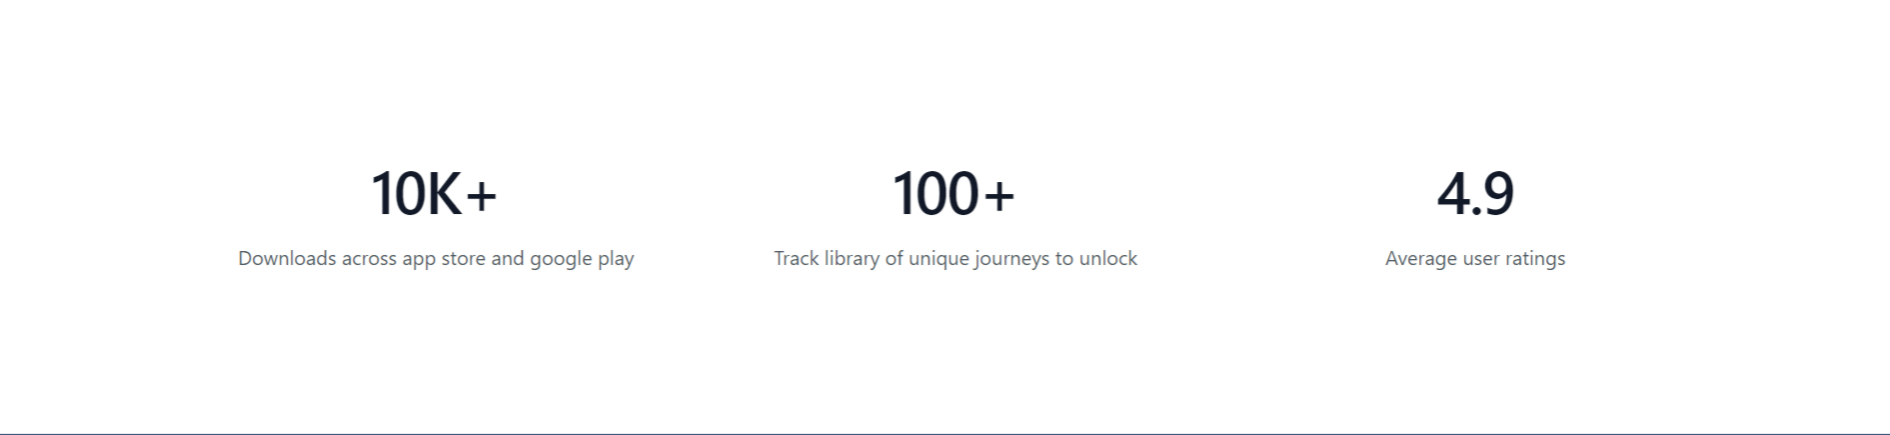 10K+
Downloads across app store and google play
100+
Track library of unique journeys to unlock
4.9
Average user ratings